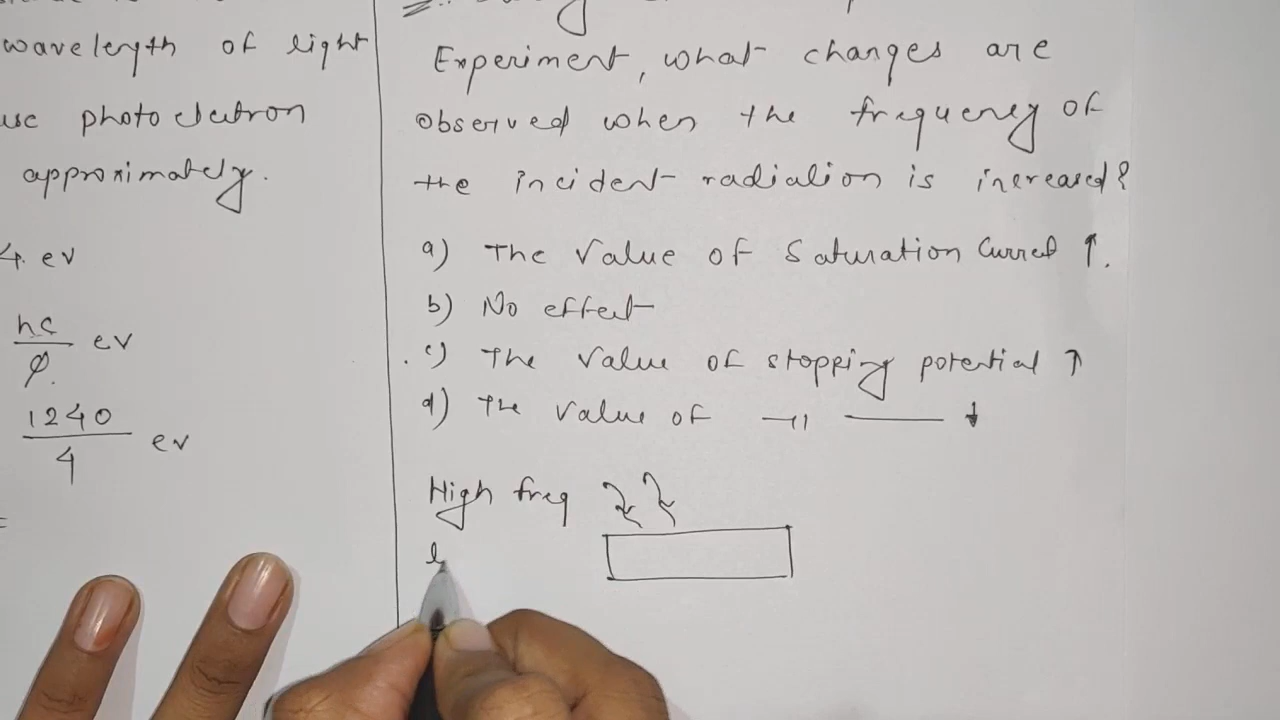 wavelength of light
photo electron
approximately.
4. ev
hc
φ.
ev
1240
4
ev
=
Experiment, what changes are
observed when the frequency of
the incident radiation is increased?
a) The value of saturation current ↑.
b) No effect
c) The value of stopping potential ↑
d) The value of —11 ——— ↓
High freq